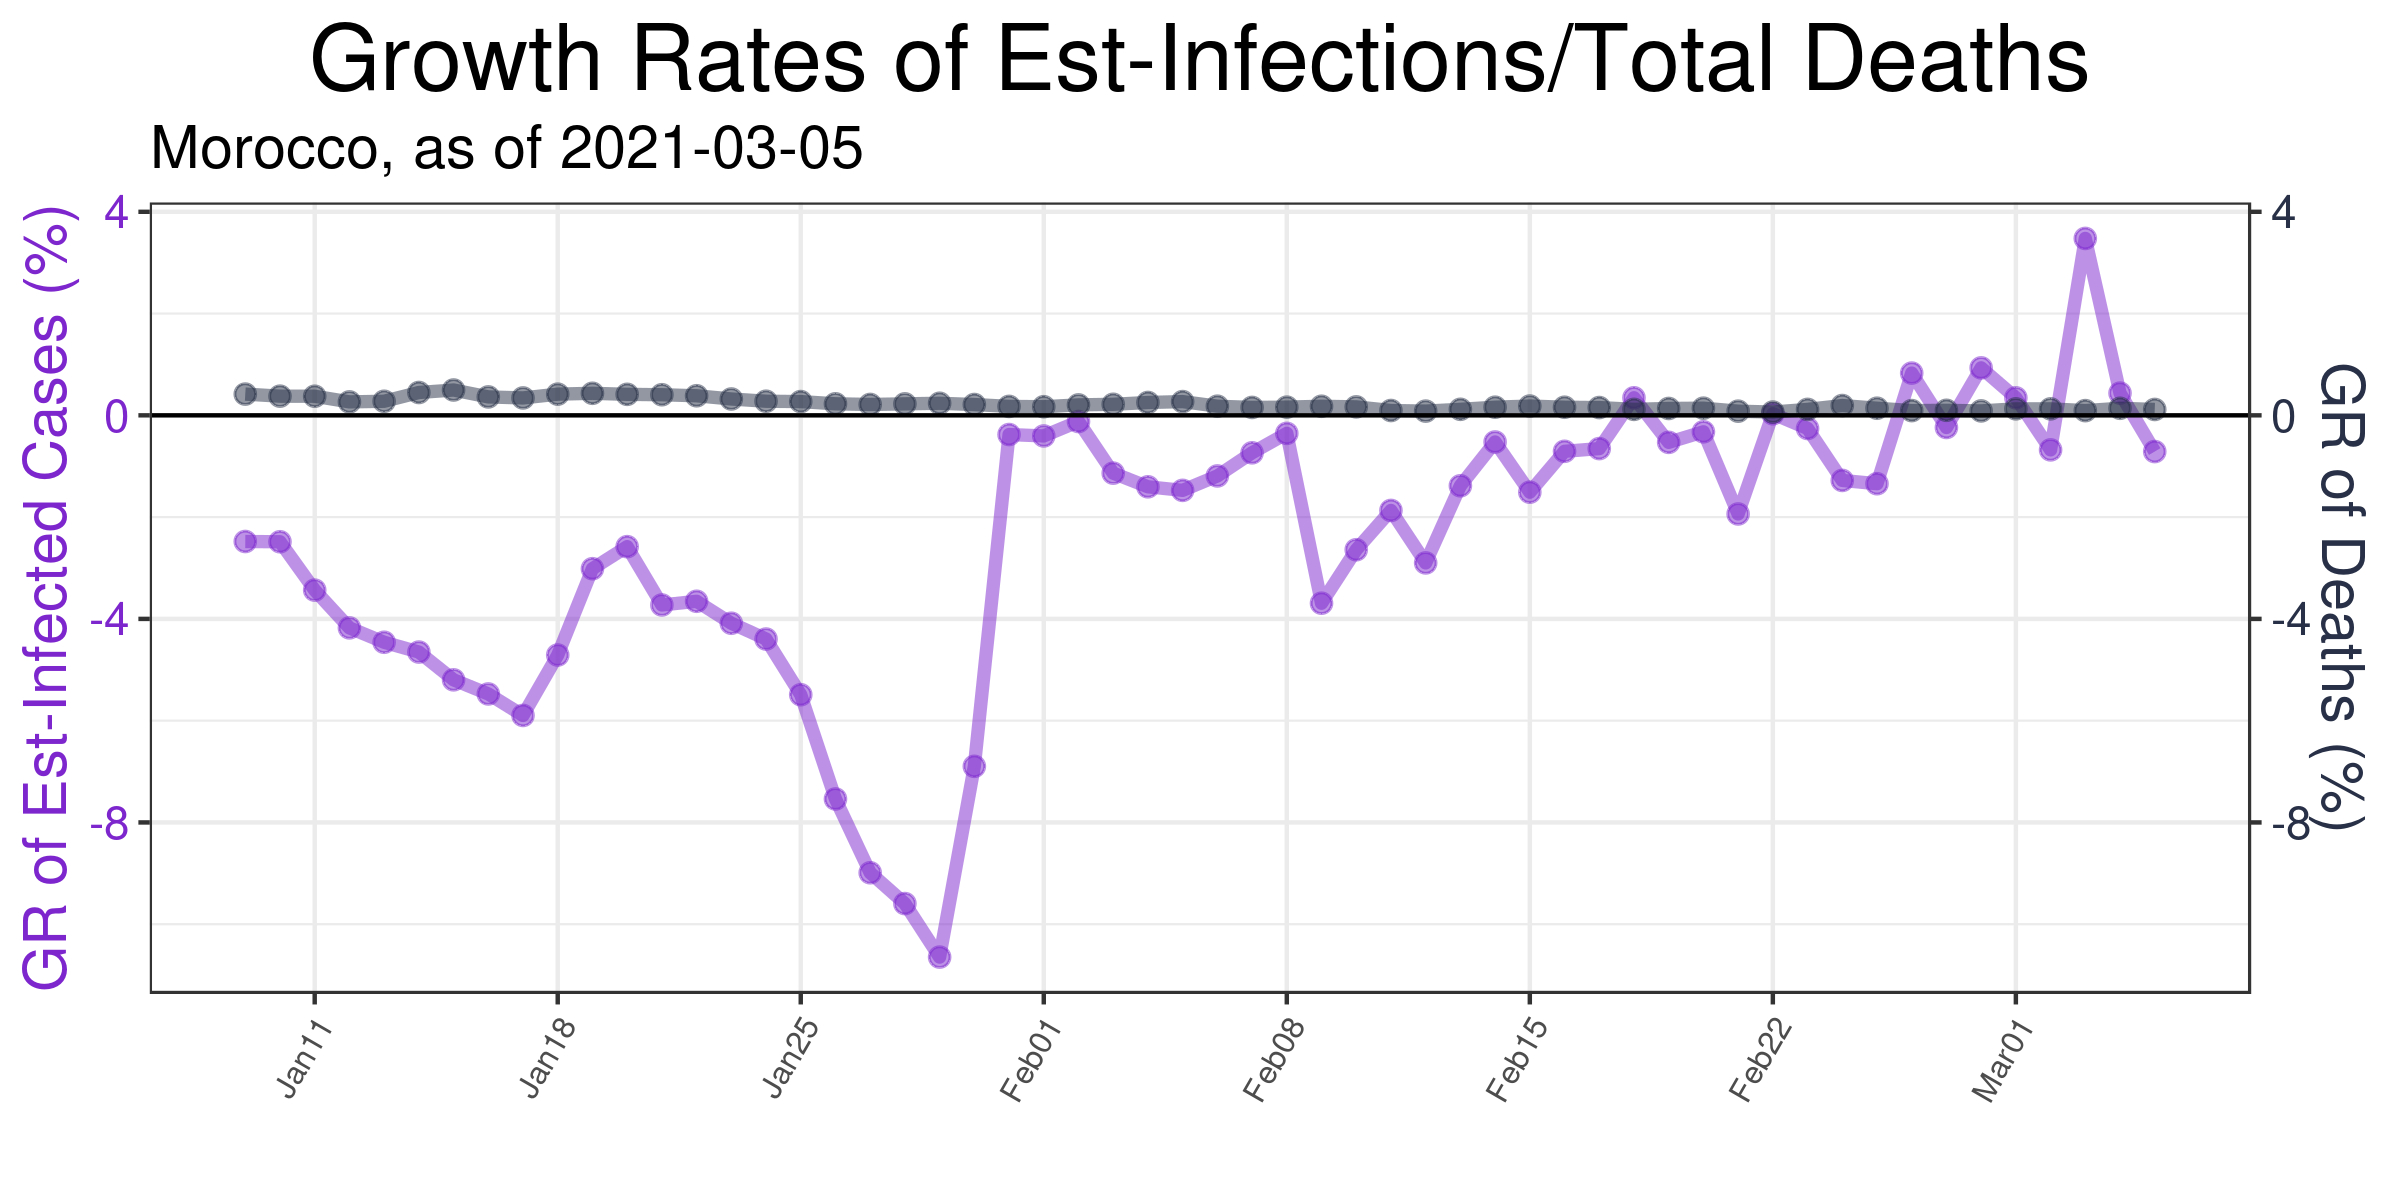 Growth Rates of Est-Infections/Total Deaths
Morocco, as of 2021-03-05
GR of Est-Infected Cases (%)
4
0
-4
-8
4
0
-4
-8
GR of Deaths (%)
Jan11
Jan18
Jan25
Feb01
Feb08
Feb15
Feb22
Mar01